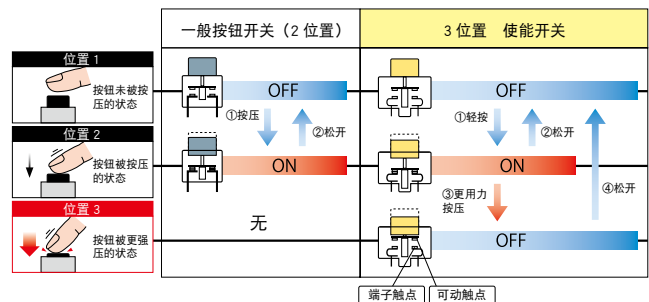 一般按钮开关（2 位置）
3 位置 使能开关
位置 1
按钮未被按
压的状态
OFF
OFF
①按压
②松开
①轻按
②松开
位置 2
按钮被按压
的状态
ON
ON
③更用力
按压
④松开
位置 3
按钮被更强
压的状态
无
OFF
端子触点
可动触点